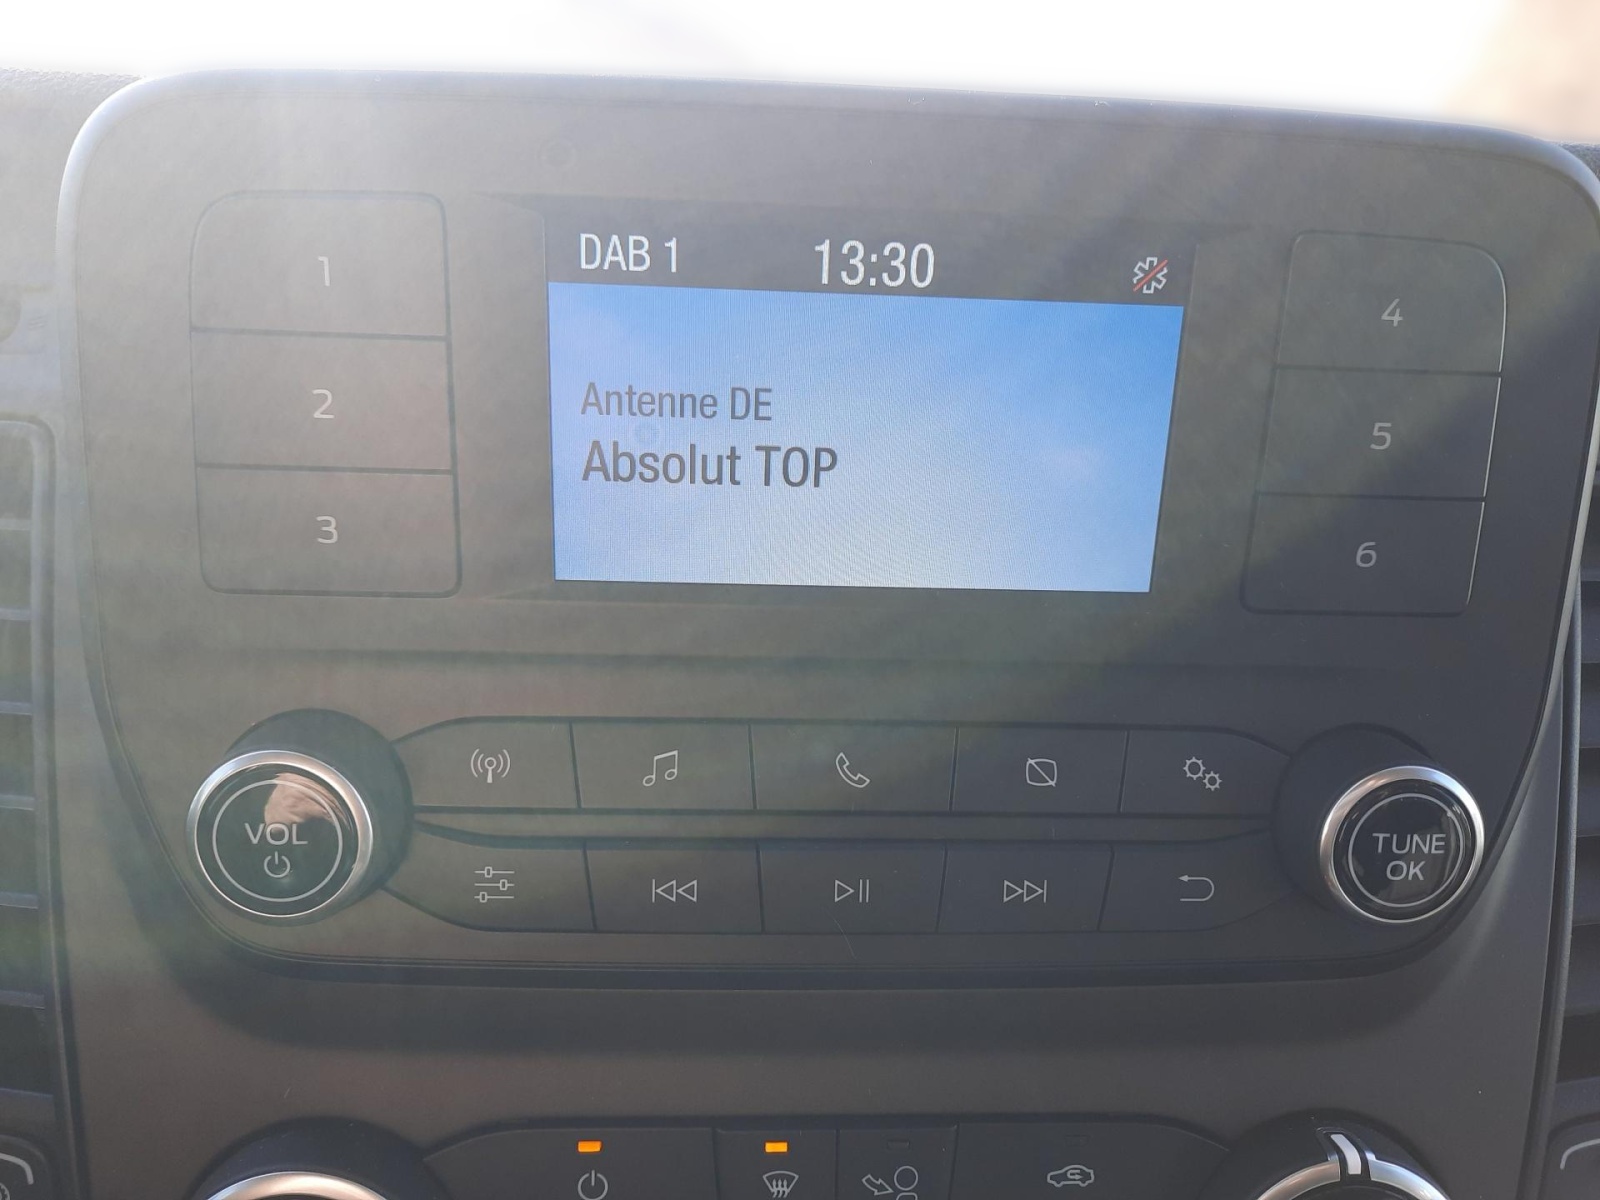 DAB 1 13:30
Antenne DE
Absolut TOP
1
2
3
4
5
6
VOL
TUNE
OK